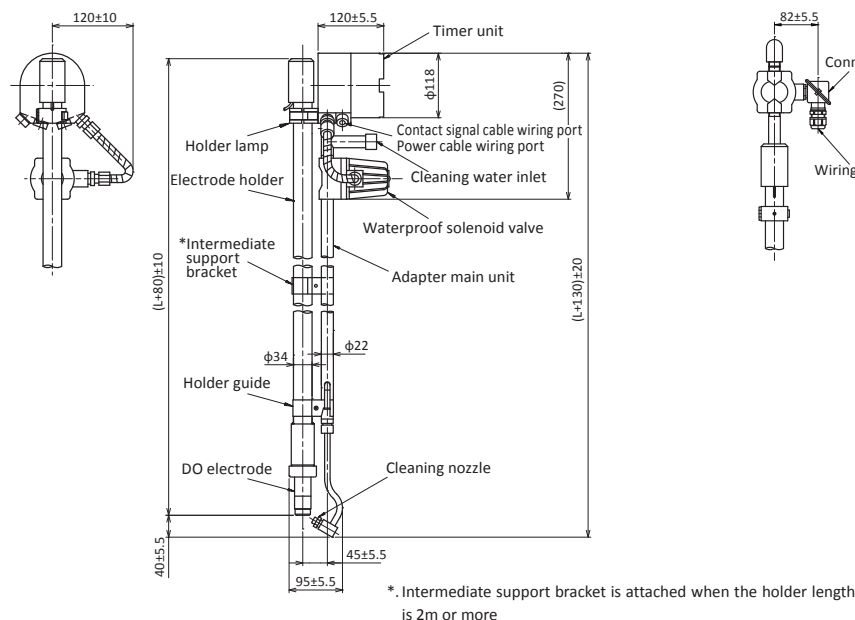 120±10
120±5.5
Timer unit
82±5.5
ϕ118
(270)
Contact signal cable wiring port
Power cable wiring port
Holder lamp
Cleaning water inlet
Electrode holder
Wiring
Waterproof solenoid valve
*Intermediate
support
bracket
Adapter main unit
(L+80)±10
(L+130)±20
ϕ34
ϕ22
Holder guide
DO electrode
Cleaning nozzle
40±5.5
45±5.5
95±5.5
*. Intermediate support bracket is attached when the holder length
is 2m or more